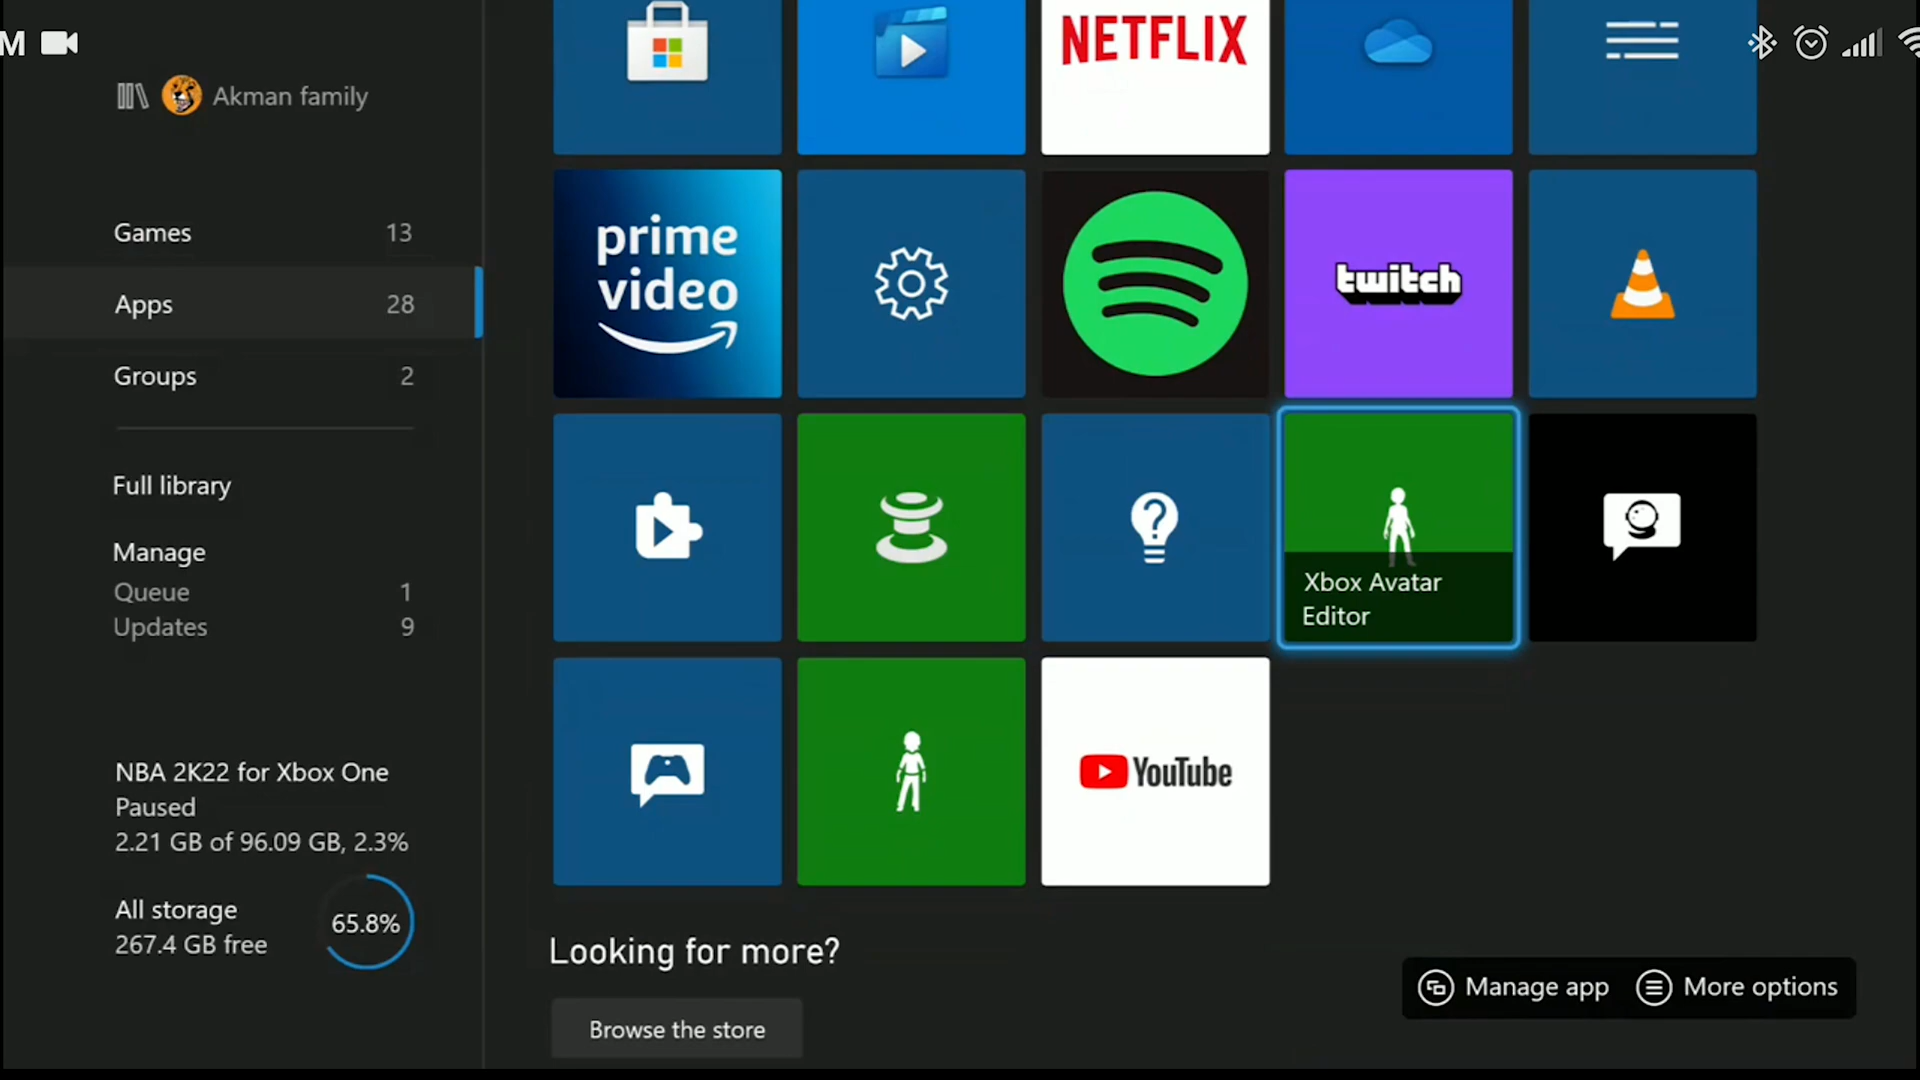 M
Akman family
Games 13
Apps 28
Groups 2
Full library
Manage
Queue 1
Updates 9
NBA 2K22 for Xbox One
Paused
2.21 GB of 96.09 GB, 2.3%
All storage
267.4 GB free
65.8%
NETFLIX
prime
video
twitch
Xbox Avatar
Editor
YouTube
Looking for more?
Browse the store
Manage app
More options